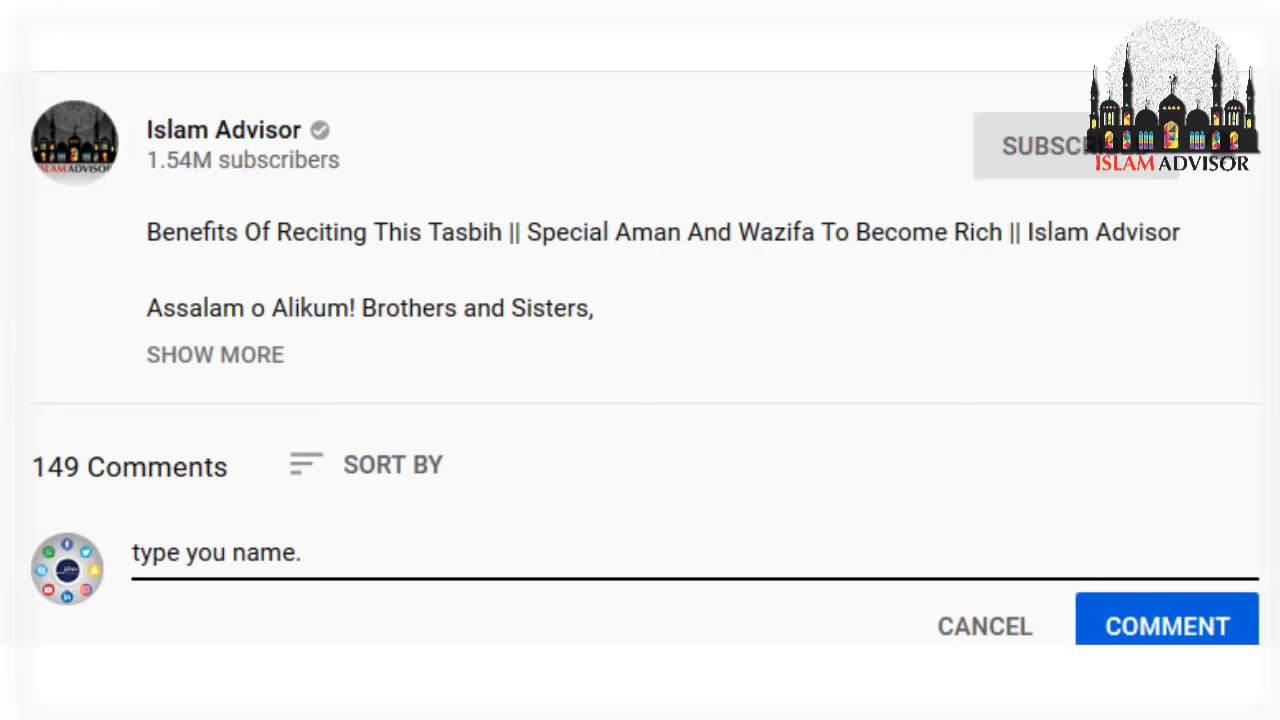 Islam Advisor
1.54M subscribers
SUBSCRIBED
ISLAM ADVISOR
Benefits Of Reciting This Tasbih || Special Aman And Wazifa To Become Rich || Islam Advisor
Assalam o Alikum! Brothers and Sisters,
SHOW MORE
149 Comments
SORT BY
type you name.
CANCEL
COMMENT